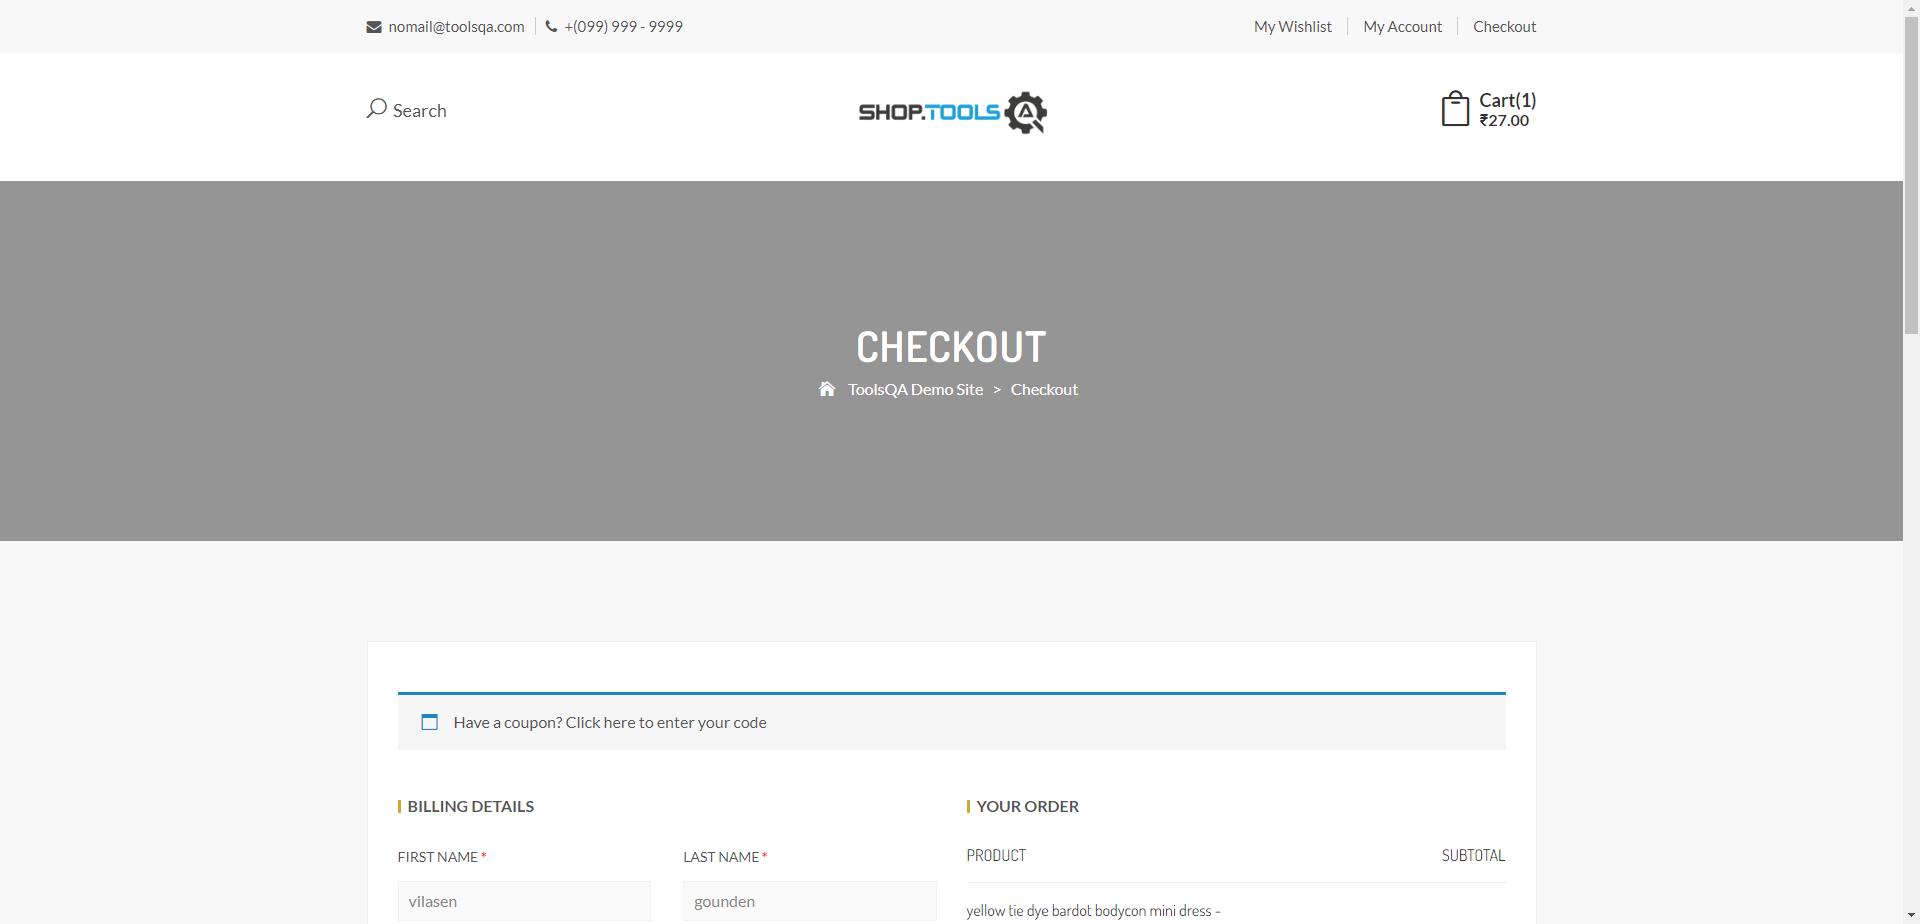 nomail@toolsqa.com
+(099) 999 - 9999
My Wishlist
My Account
Checkout
Search
SHOP.TOOLSQA
Cart(1)
₹27.00
CHECKOUT
ToolsQA Demo Site > Checkout
Have a coupon? Click here to enter your code
BILLING DETAILS
FIRST NAME *
LAST NAME *
vilasen
gounden
YOUR ORDER
PRODUCT
SUBTOTAL
yellow tie dye bardot bodycon mini dress -